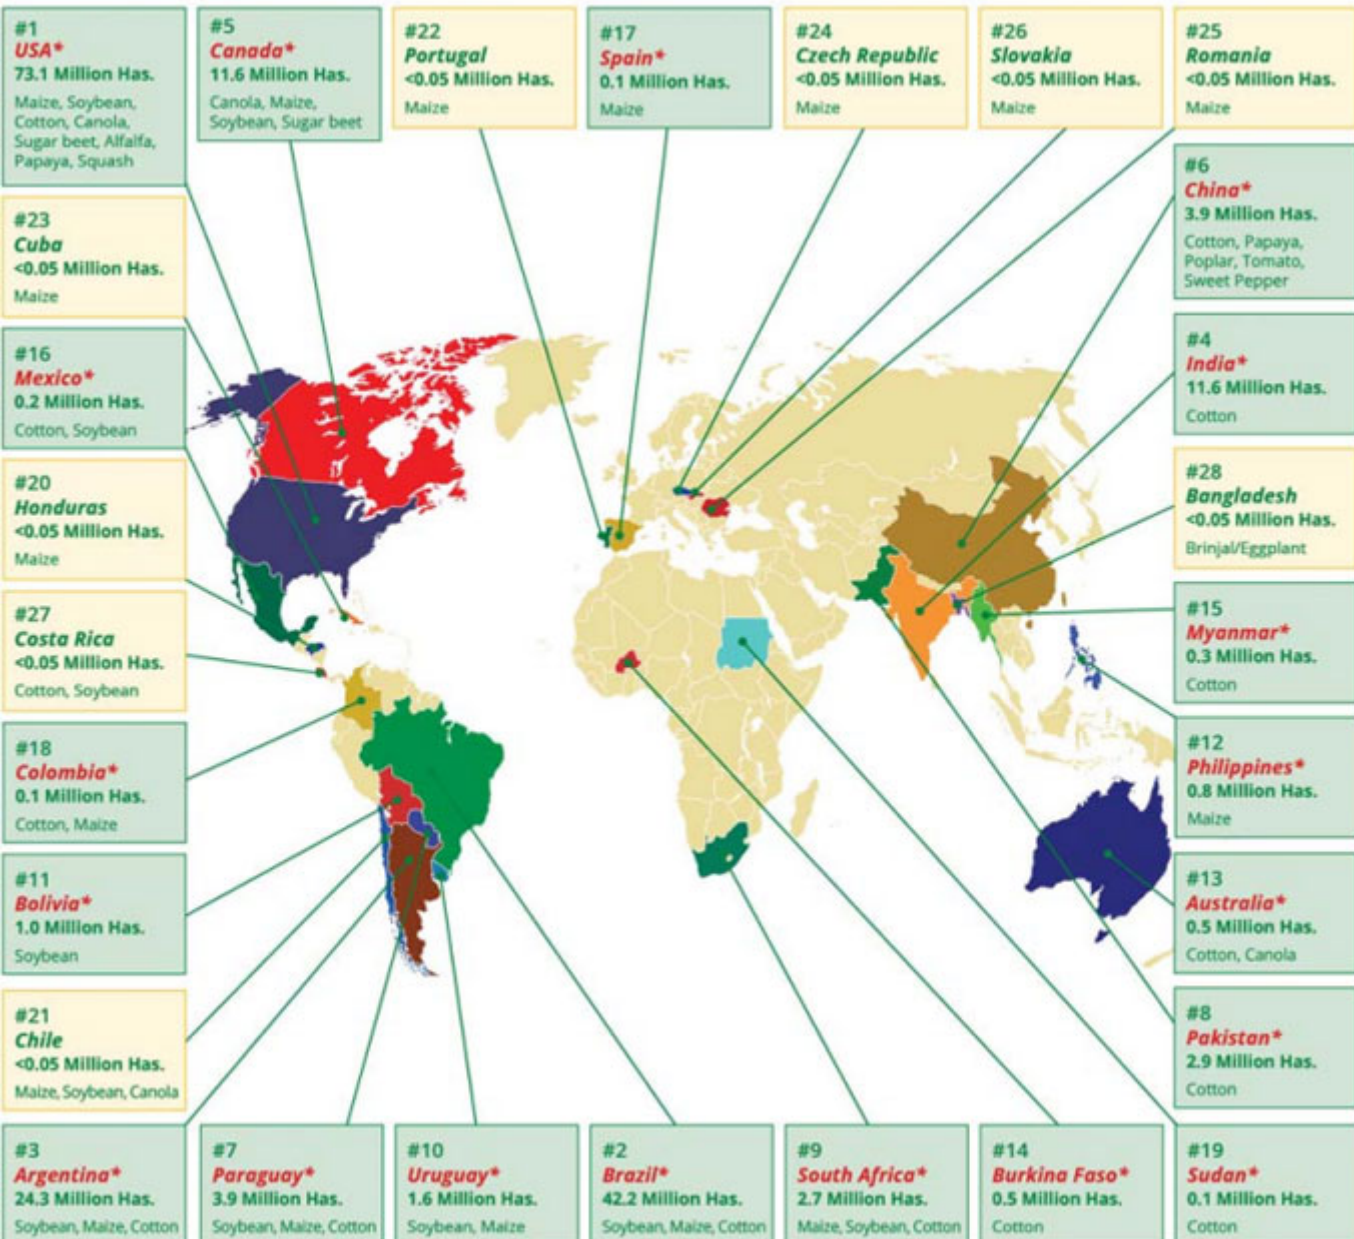 #1
USA*
73.1 Million Has.
Maize, Soybean,
Cotton, Canola,
Sugar beet, Alfalfa,
Papaya, Squash
#5
Canada*
11.6 Million Has.
Canola, Maize,
Soybean, Sugar beet
#22
Portugal
<0.05 Million Has.
Maize
#17
Spain*
0.1 Million Has.
Maize
#24
Czech Republic
<0.05 Million Has.
Maize
#26
Slovakia
<0.05 Million Has.
Maize
#25
Romania
<0.05 Million Has.
Maize
#23
Cuba
<0.05 Million Has.
Maize
#6
China*
3.9 Million Has.
Cotton, Papaya,
Poplar, Tomato,
Sweet Pepper
#16
Mexico*
0.2 Million Has.
Cotton, Soybean
#4
India*
11.6 Million Has.
Cotton
#20
Honduras
<0.05 Million Has.
Maize
#28
Bangladesh
<0.05 Million Has.
Brinjal/Eggplant
#27
Costa Rica
<0.05 Million Has.
Cotton, Soybean
#15
Myanmar*
0.3 Million Has.
Cotton
#18
Colombia*
0.1 Million Has.
Cotton, Maize
#12
Philippines*
0.8 Million Has.
Maize
#11
Bolivia*
1.0 Million Has.
Soybean
#13
Australia*
0.5 Million Has.
Cotton, Canola
#21
Chile
<0.05 Million Has.
Maize, Soybean, Canola
#8
Pakistan*
2.9 Million Has.
Cotton
#3
Argentina*
24.3 Million Has.
Soybean, Maize, Cotton
#7
Paraguay*
3.9 Million Has.
Soybean, Maize, Cotton
#10
Uruguay*
1.6 Million Has.
Soybean, Maize
#2
Brazil*
42.2 Million Has.
Soybean, Maize, Cotton
#9
South Africa*
2.7 Million Has.
Maize, Soybean, Cotton
#14
Burkina Faso*
0.5 Million Has.
Cotton
#19
Sudan*
0.1 Million Has.
Cotton